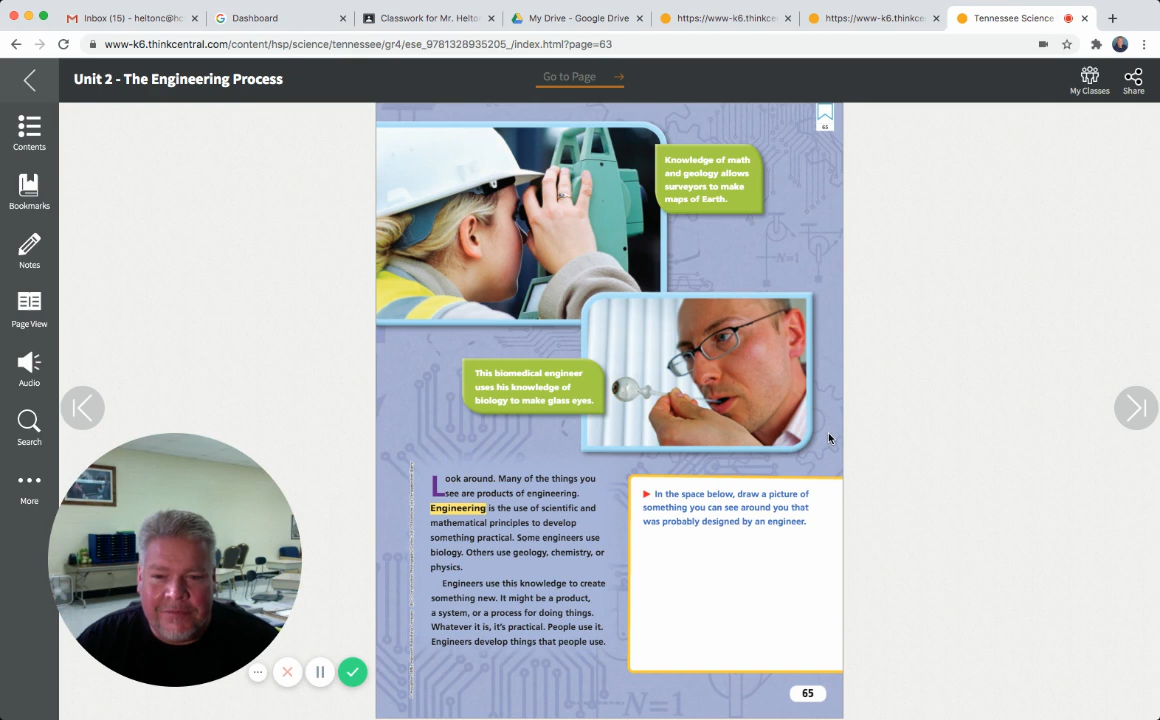 Inbox (15) - heltonc@hc
Dashboard
Classwork for Mr. Helton
My Drive - Google Drive
https://www-k6.thinkce
https://www-k6.thinkce
Tennessee Science
www-k6.thinkcentral.com/content/hsp/science/tennessee/gr4/ese_9781328935205_/index.html?page=63
Unit 2 - The Engineering Process
Go to Page
My Classes
Share
Contents
Bookmarks
Notes
Page View
Audio
Search
More
65
Knowledge of math
and geology allows
surveyors to make
maps of Earth.
N=1
This biomedical engineer
uses his knowledge of
biology to make glass eyes.
Look around. Many of the things you
see are products of engineering.
Engineering is the use of scientific and
mathematical principles to develop
something practical. Some engineers use
biology. Others use geology, chemistry, or
physics.
Engineers use this knowledge to create
something new. It might be a product,
a system, or a process for doing things.
Whatever it is, it's practical. People use it.
Engineers develop things that people use.
In the space below, draw a picture of
something you can see around you that
was probably designed by an engineer.
N=1
65